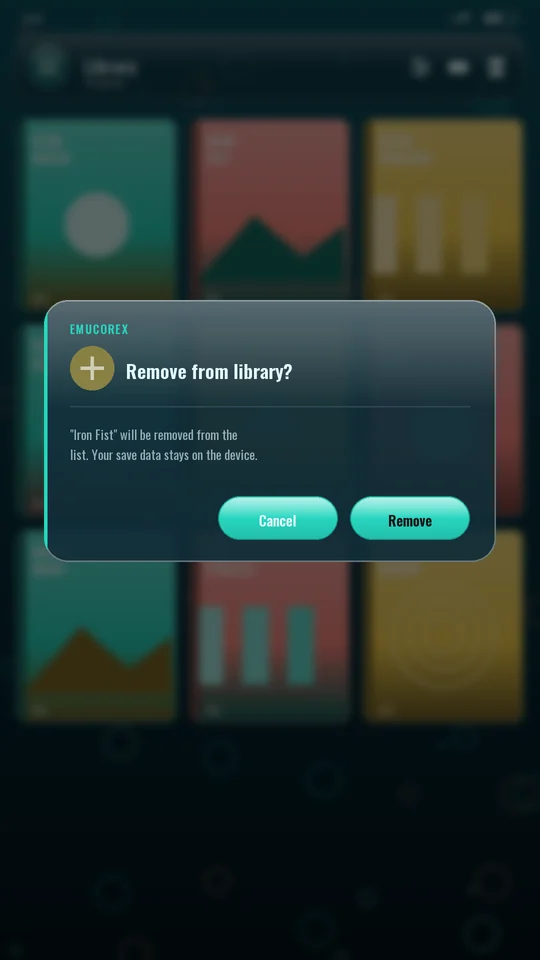 EMUCOREX
Remove from library?
"Iron Fist" will be removed from the
list. Your save data stays on the device.
Cancel
Remove